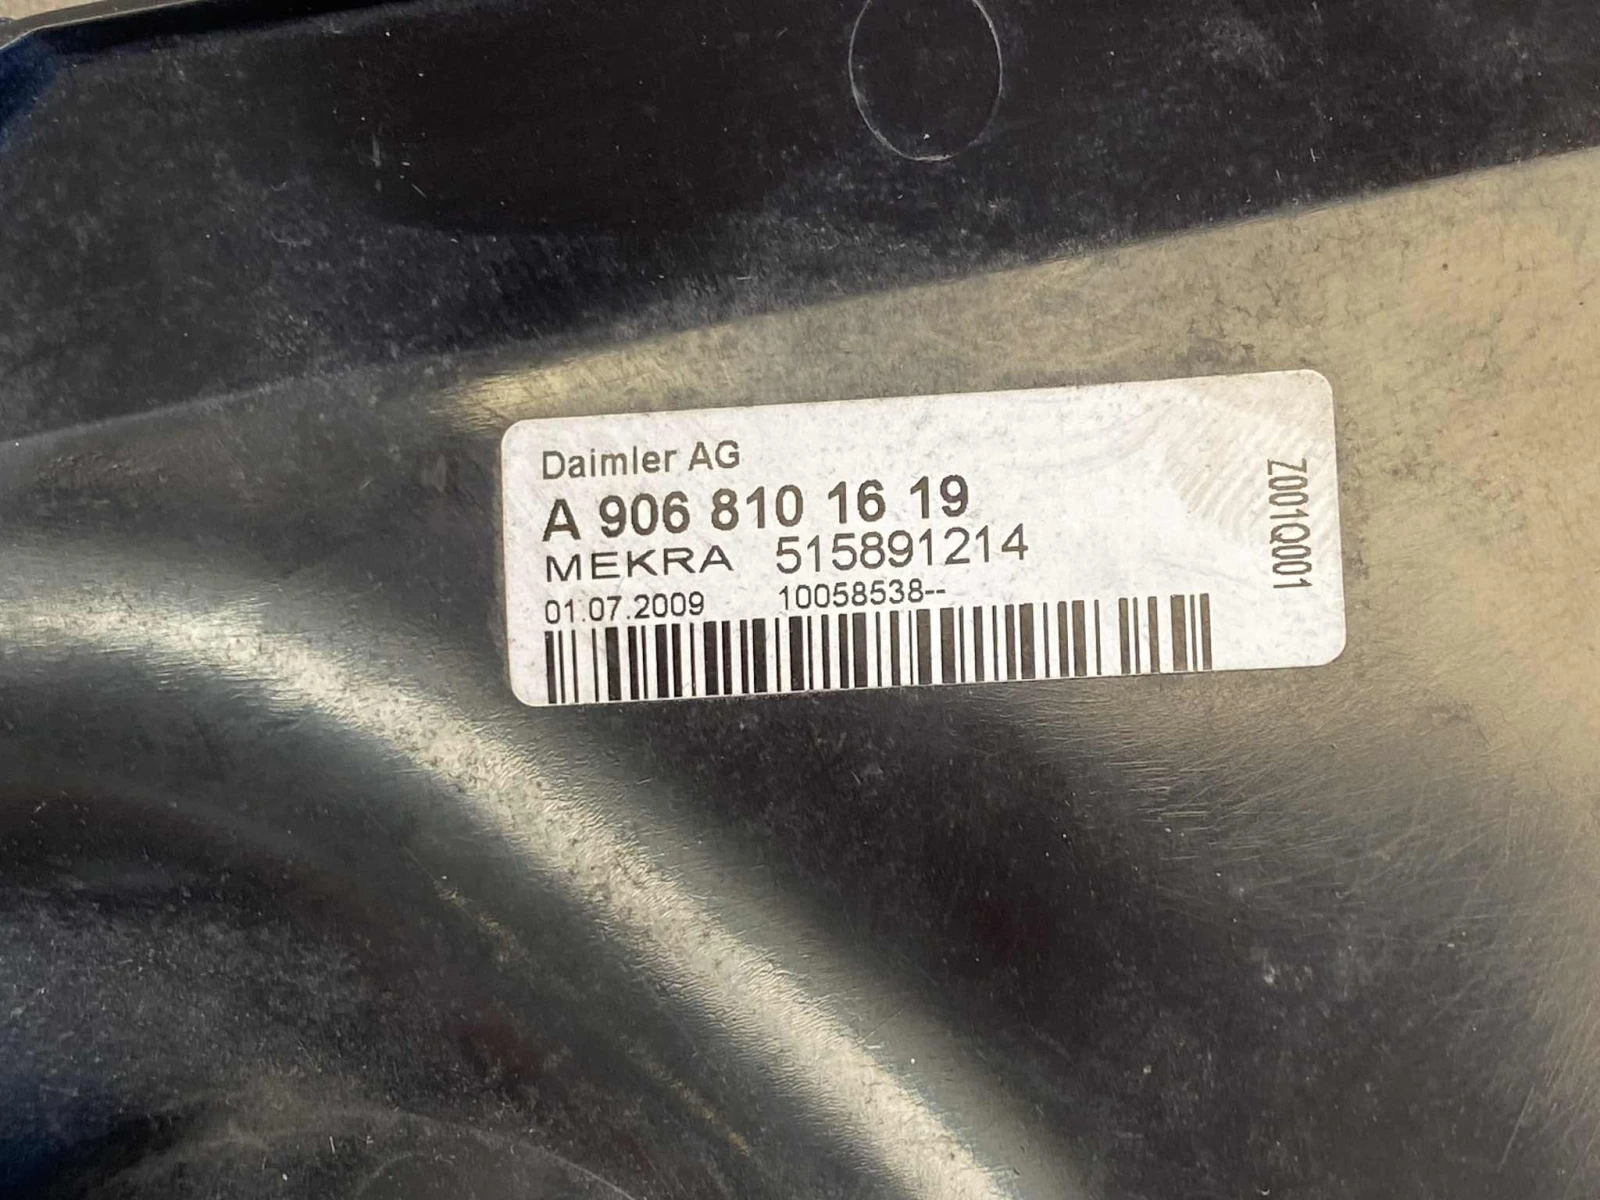 Daimler AG
A 906 810 16 19
MEKRA 515891214
01.07.2009 10058538--
Z001Q001